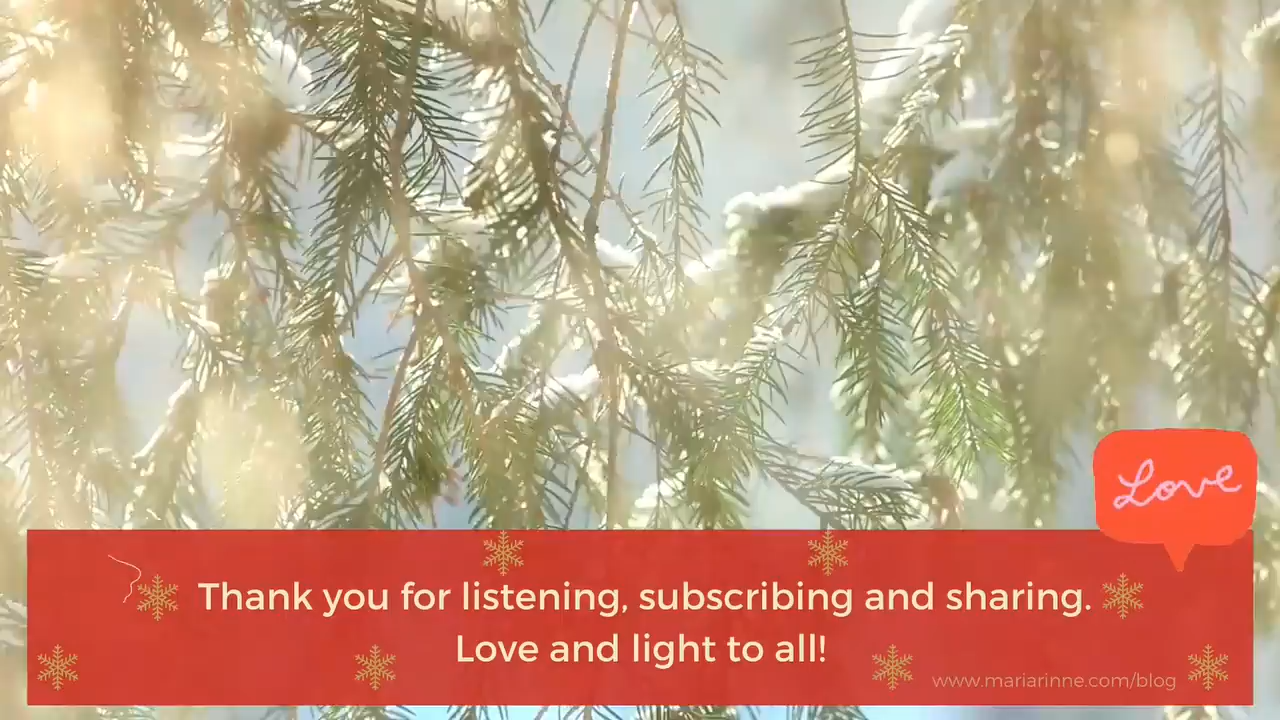 Love
Thank you for listening, subscribing and sharing.
Love and light to all!
www.mariarinne.com/blog